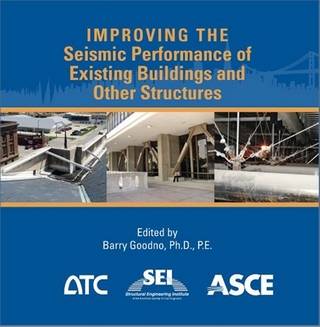 IMPROVING THE
Seismic Performance of
Existing Buildings and
Other Structures
Edited by
Barry Goodno, Ph.D., P.E.
ATC
SEI
Structural Engineering Institute
ASCE